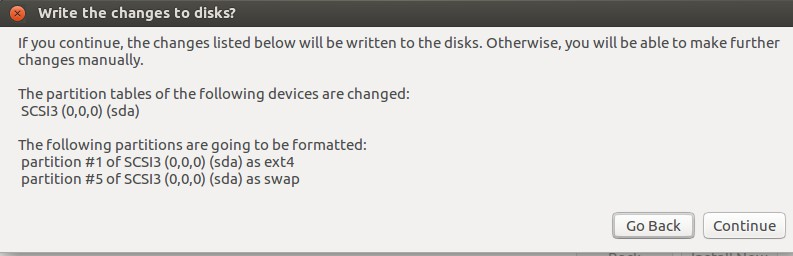 Write the changes to disks?
If you continue, the changes listed below will be written to the disks. Otherwise, you will be able to make further
changes manually.
The partition tables of the following devices are changed:
SCSI3 (0,0,0) (sda)
The following partitions are going to be formatted:
partition #1 of SCSI3 (0,0,0) (sda) as ext4
partition #5 of SCSI3 (0,0,0) (sda) as swap
Go Back
Continue
Back
Install Now